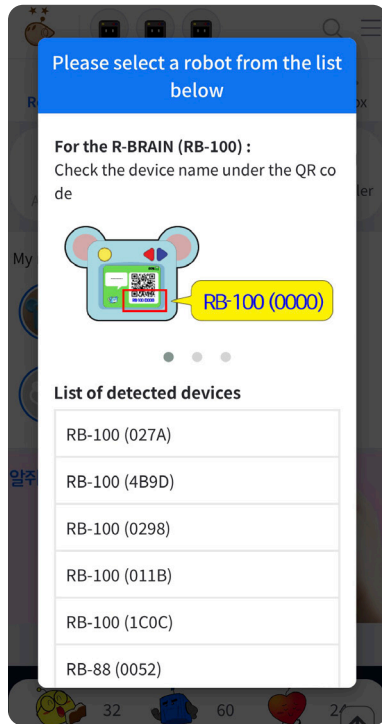 Please select a robot from the list
below
For the R-BRAIN (RB-100) :
Check the device name under the QR co
de
RB-100 (0000)
List of detected devices
RB-100 (027A)
RB-100 (4B9D)
RB-100 (0298)
RB-100 (011B)
RB-100 (1C0C)
RB-88 (0052)
My
32
60